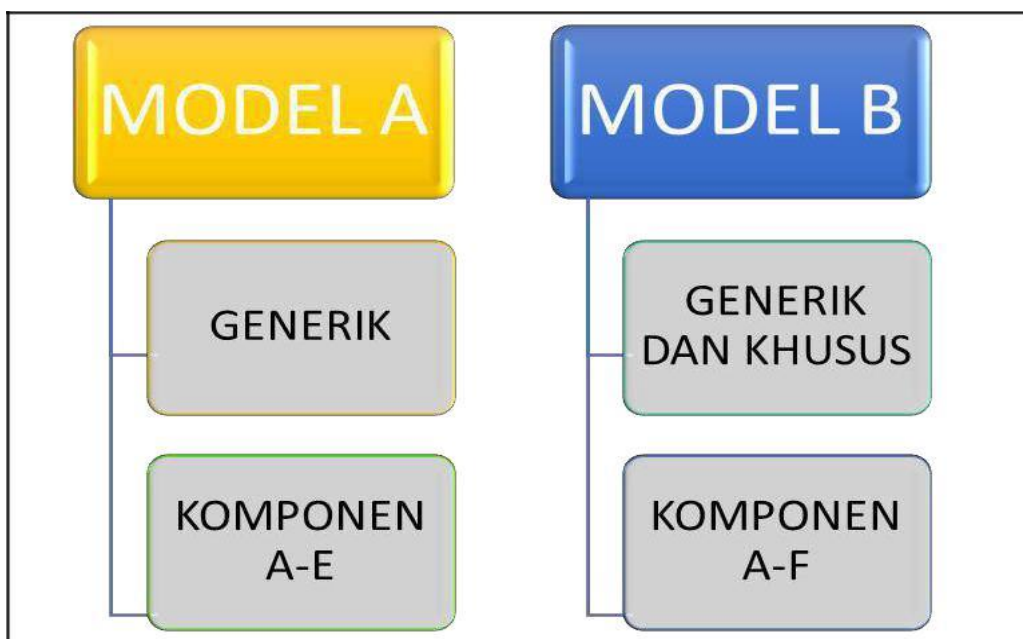 MODEL A
GENERIK
KOMPONEN
A-E
MODEL B
GENERIK
DAN KHUSUS
KOMPONEN
A-F